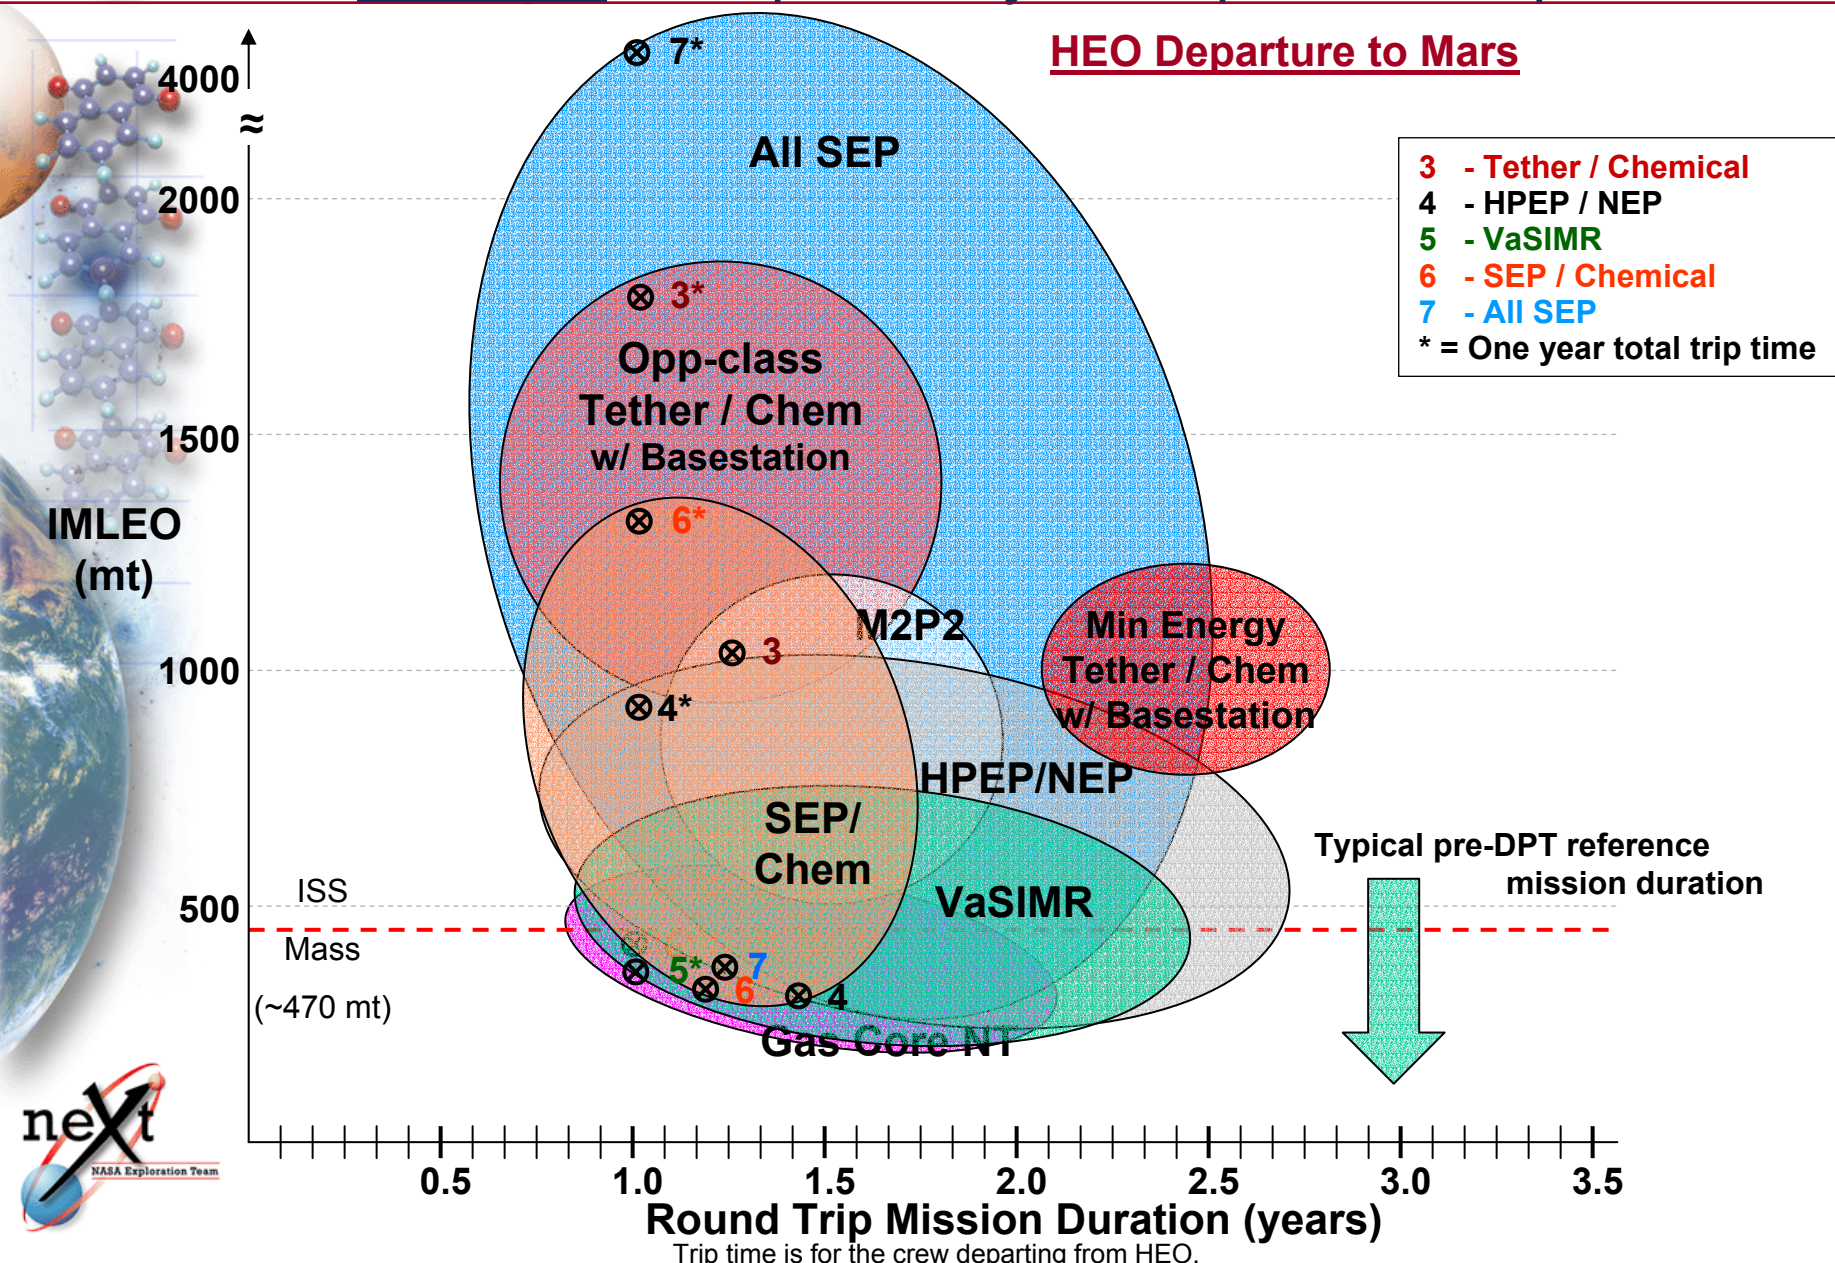 HEO Departure to Mars
4000
≈
2000
1500
1000
500
IMLEO
(mt)
ISS
Mass
(~470 mt)
7*
All SEP
3*
Opp-class
Tether / Chem
w/ Basestation
6*
M2P2
3
4*
Min Energy
Tether / Chem
w/ Basestation
HPEP/NEP
SEP/
Chem
VaSIMR
5*
7
6
4
Gas Core NT
3 - Tether / Chemical
4 - HPEP / NEP
5 - VaSIMR
6 - SEP / Chemical
7 - All SEP
* = One year total trip time
Typical pre-DPT reference
mission duration
neXt
NASA Exploration Team
0.5 1.0 1.5 2.0 2.5 3.0 3.5
Round Trip Mission Duration (years)
Trip time is for the crew departing from HEO.